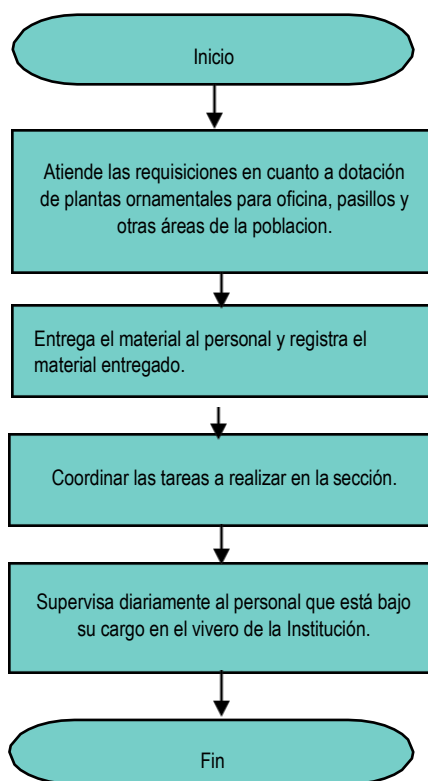 Inicio
Atiende las requisiciones en cuanto a dotación
de plantas ornamentales para oficina, pasillos y
otras áreas de la poblacion.
Entrega el material al personal y registra el
material entregado.
Coordinar las tareas a realizar en la sección.
Supervisa diariamente al personal que está bajo
su cargo en el vivero de la Institución.
Fin